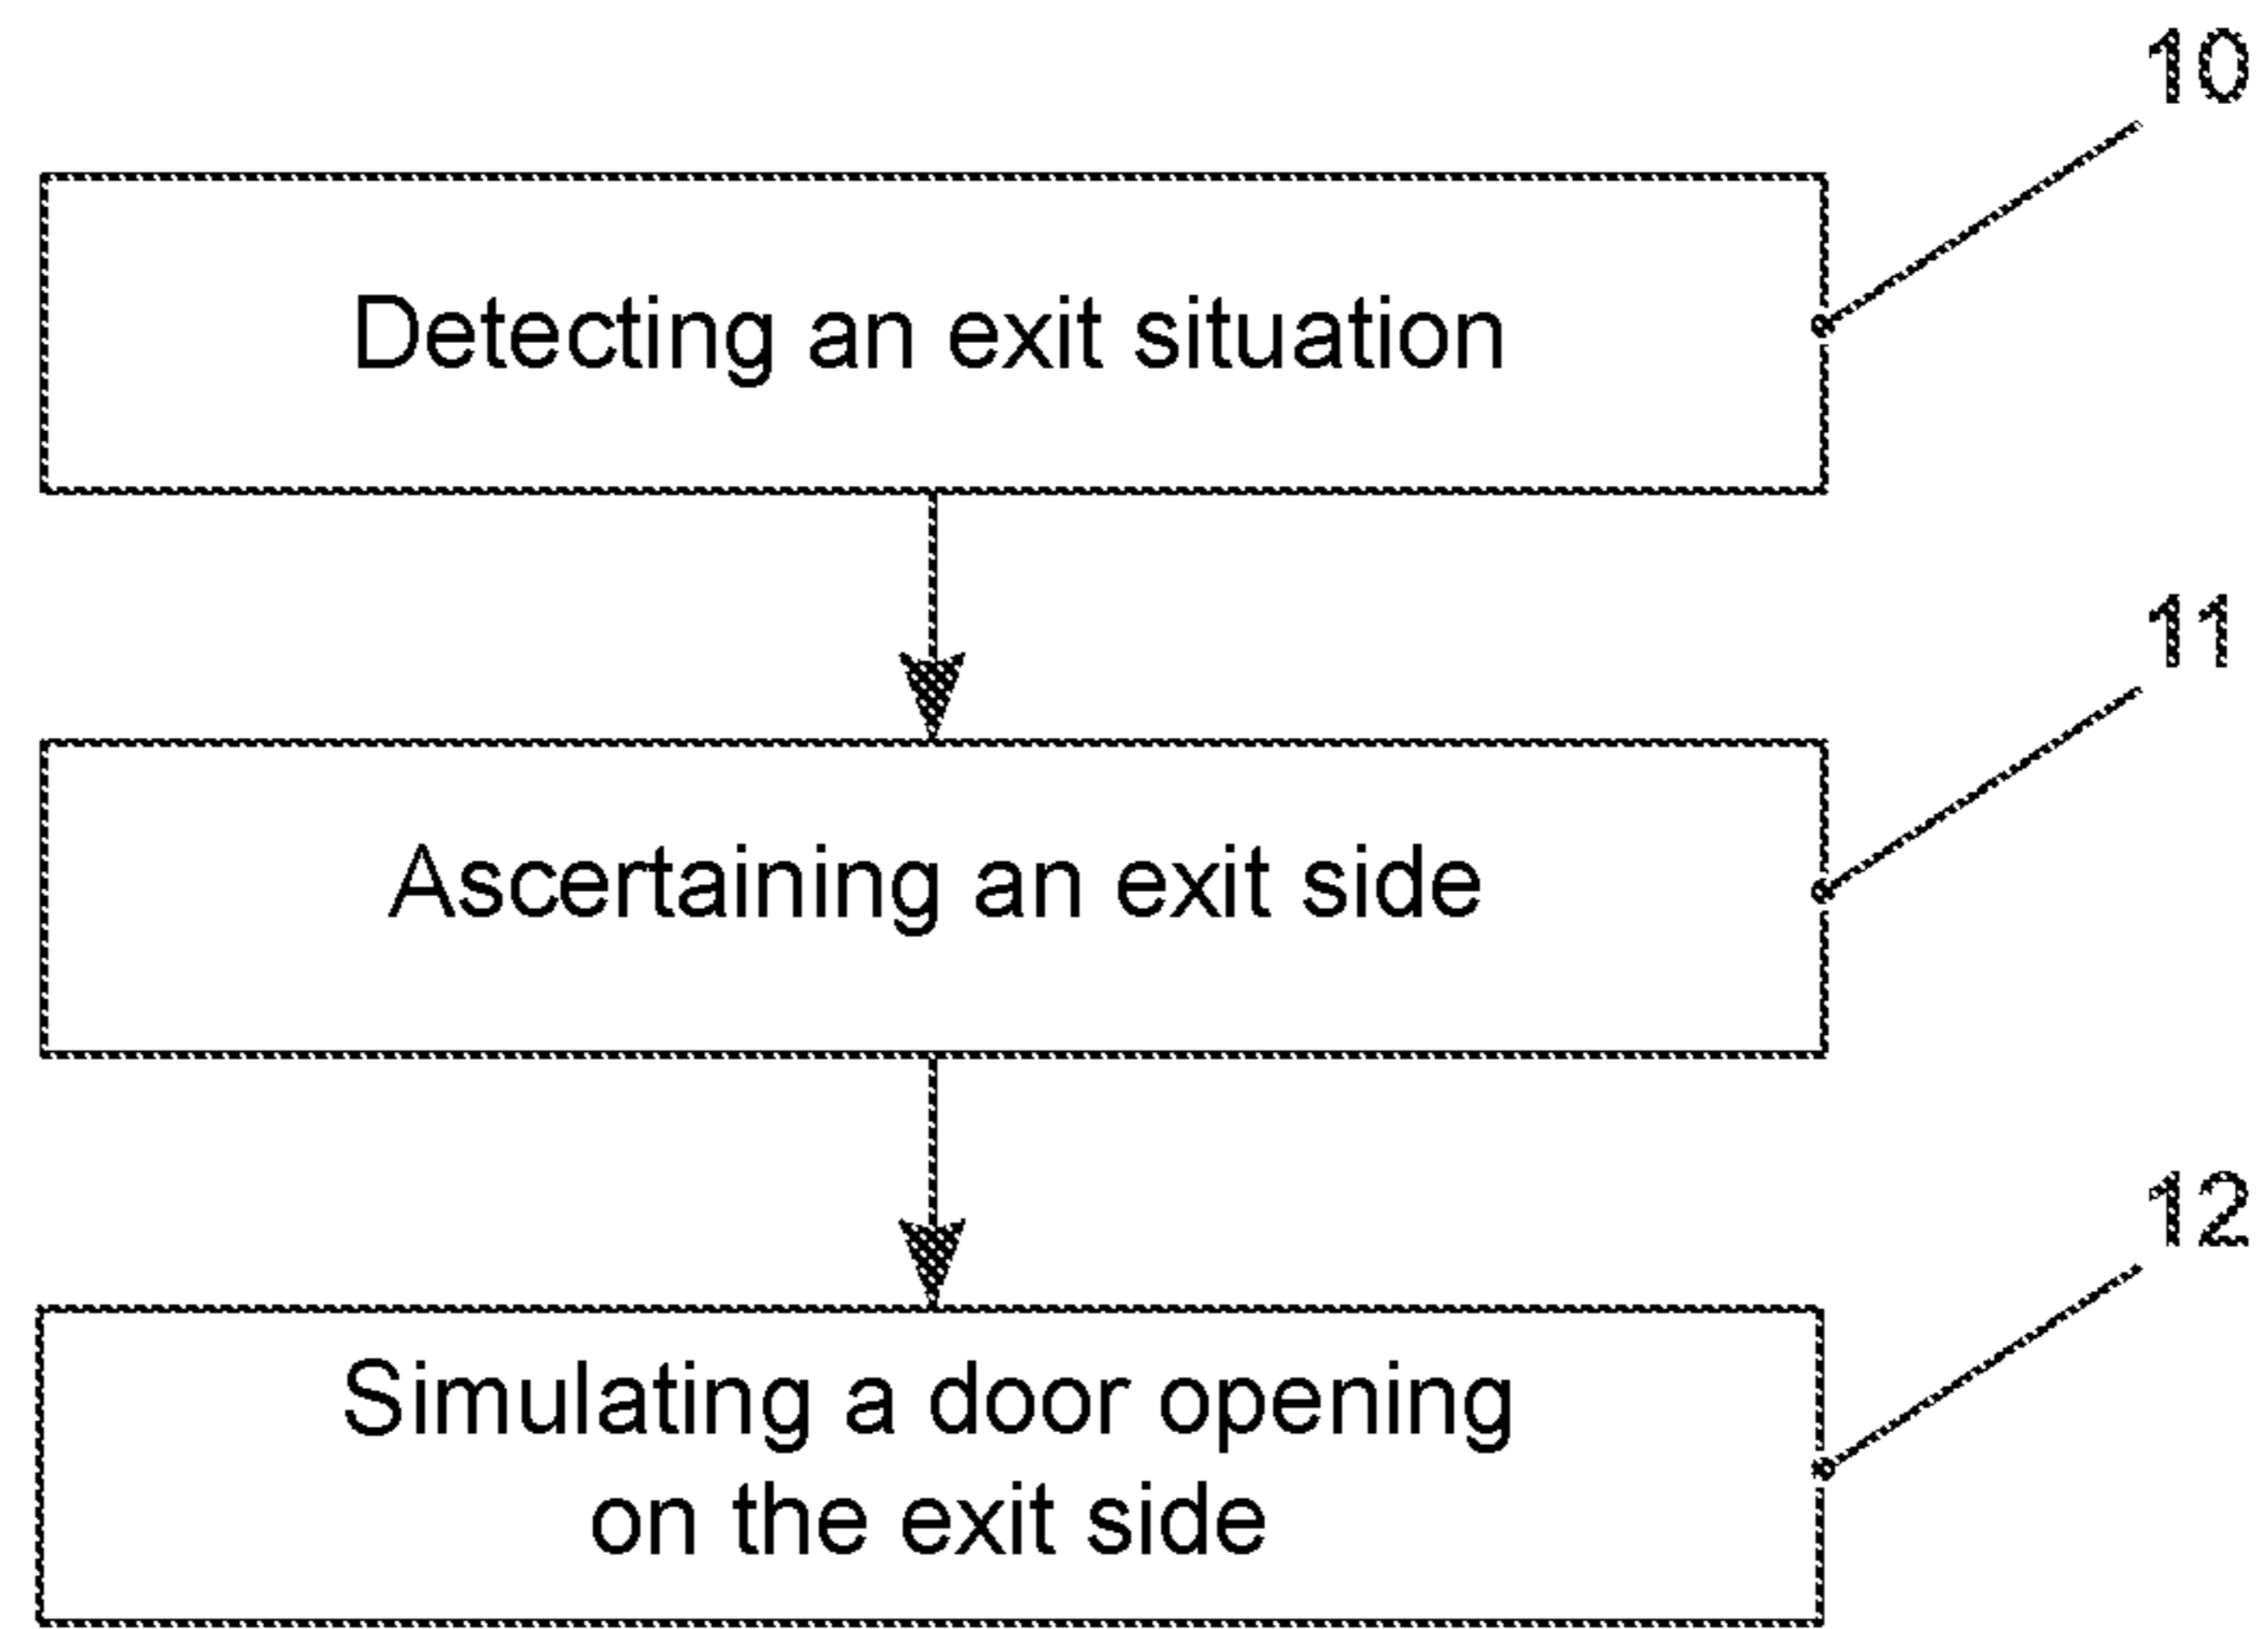 10
Detecting an exit situation
11
Ascertaining an exit side
12
Simulating a door opening
on the exit side